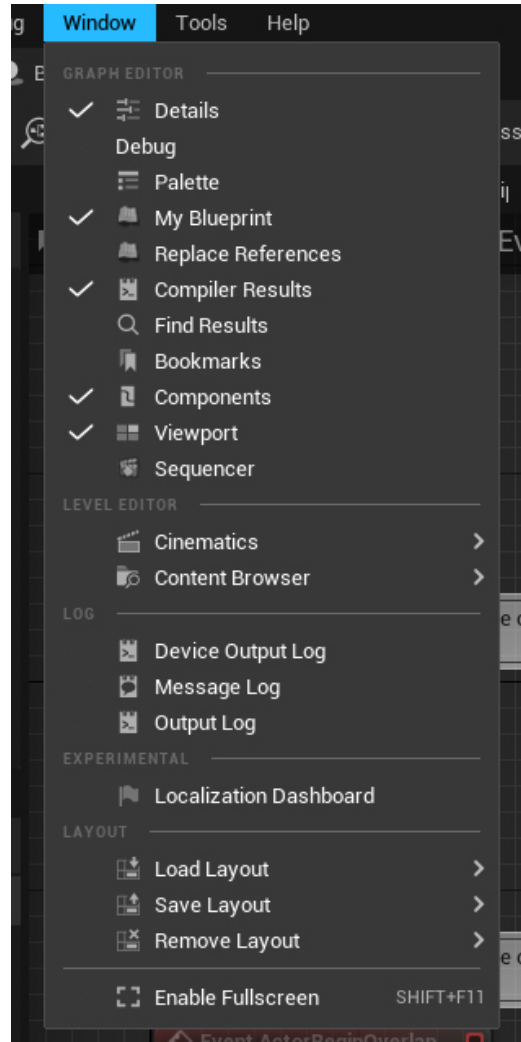 Window Tools Help
GRAPH EDITOR
Details
Debug
Palette
My Blueprint
Replace References
Compiler Results
Find Results
Bookmarks
Components
Viewport
Sequencer
LEVEL EDITOR
Cinematics
Content Browser
LOG
Device Output Log
Message Log
Output Log
EXPERIMENTAL
Localization Dashboard
LAYOUT
Load Layout
Save Layout
Remove Layout
Enable Fullscreen SHIFT+F11
Event ActorBeginOverlap